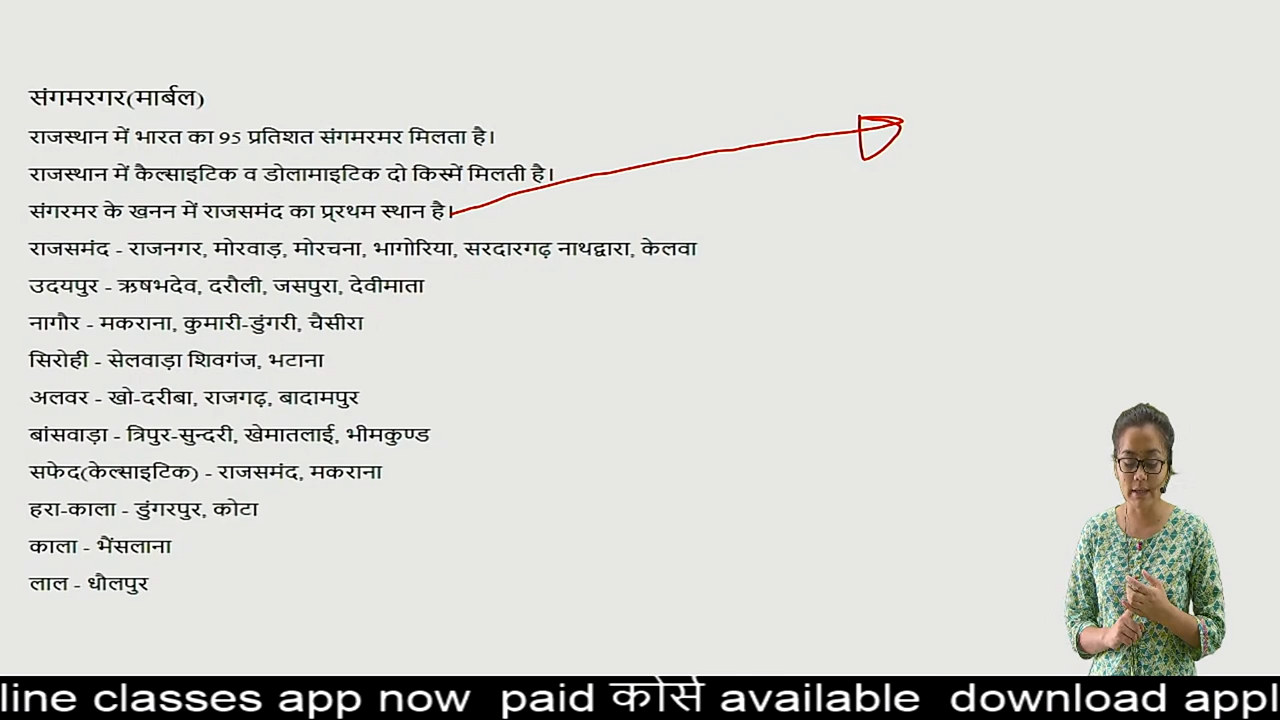 संगमरगर(मार्बल)
राजस्थान में भारत का 95 प्रतिशत संगमरमर मिलता है।
राजस्थान में कैल्साइटिक व डोलामाइटिक दो किस्में मिलती है।
संगरमर के खनन में राजसमंद का प्र्रथम स्थान है।
राजसमंद - राजनगर, मोरवाड़, मोरचना, भागोरिया, सरदारगढ़ नाथद्वारा, केलवा
उदयपुर - ऋषभदेव, दरौली, जसपुरा, देवीमाता
नागौर - मकराना, कुमारी-डुंगरी, चैसीरा
सिरोही - सेलवाड़ा शिवगंज, भटाना
अलवर - खो-दरीबा, राजगढ़, बादामपुर
बांसवाड़ा - त्रिपुर-सुन्दरी, खेमातलाई, भीमकुण्ड
सफेद(केल्साइटिक) - राजसमंद, मकराना
हरा-काला - डुंगरपुर, कोटा
काला - भैंसलाना
लाल - धौलपुर
line classes app now paid कोर्स available download appl